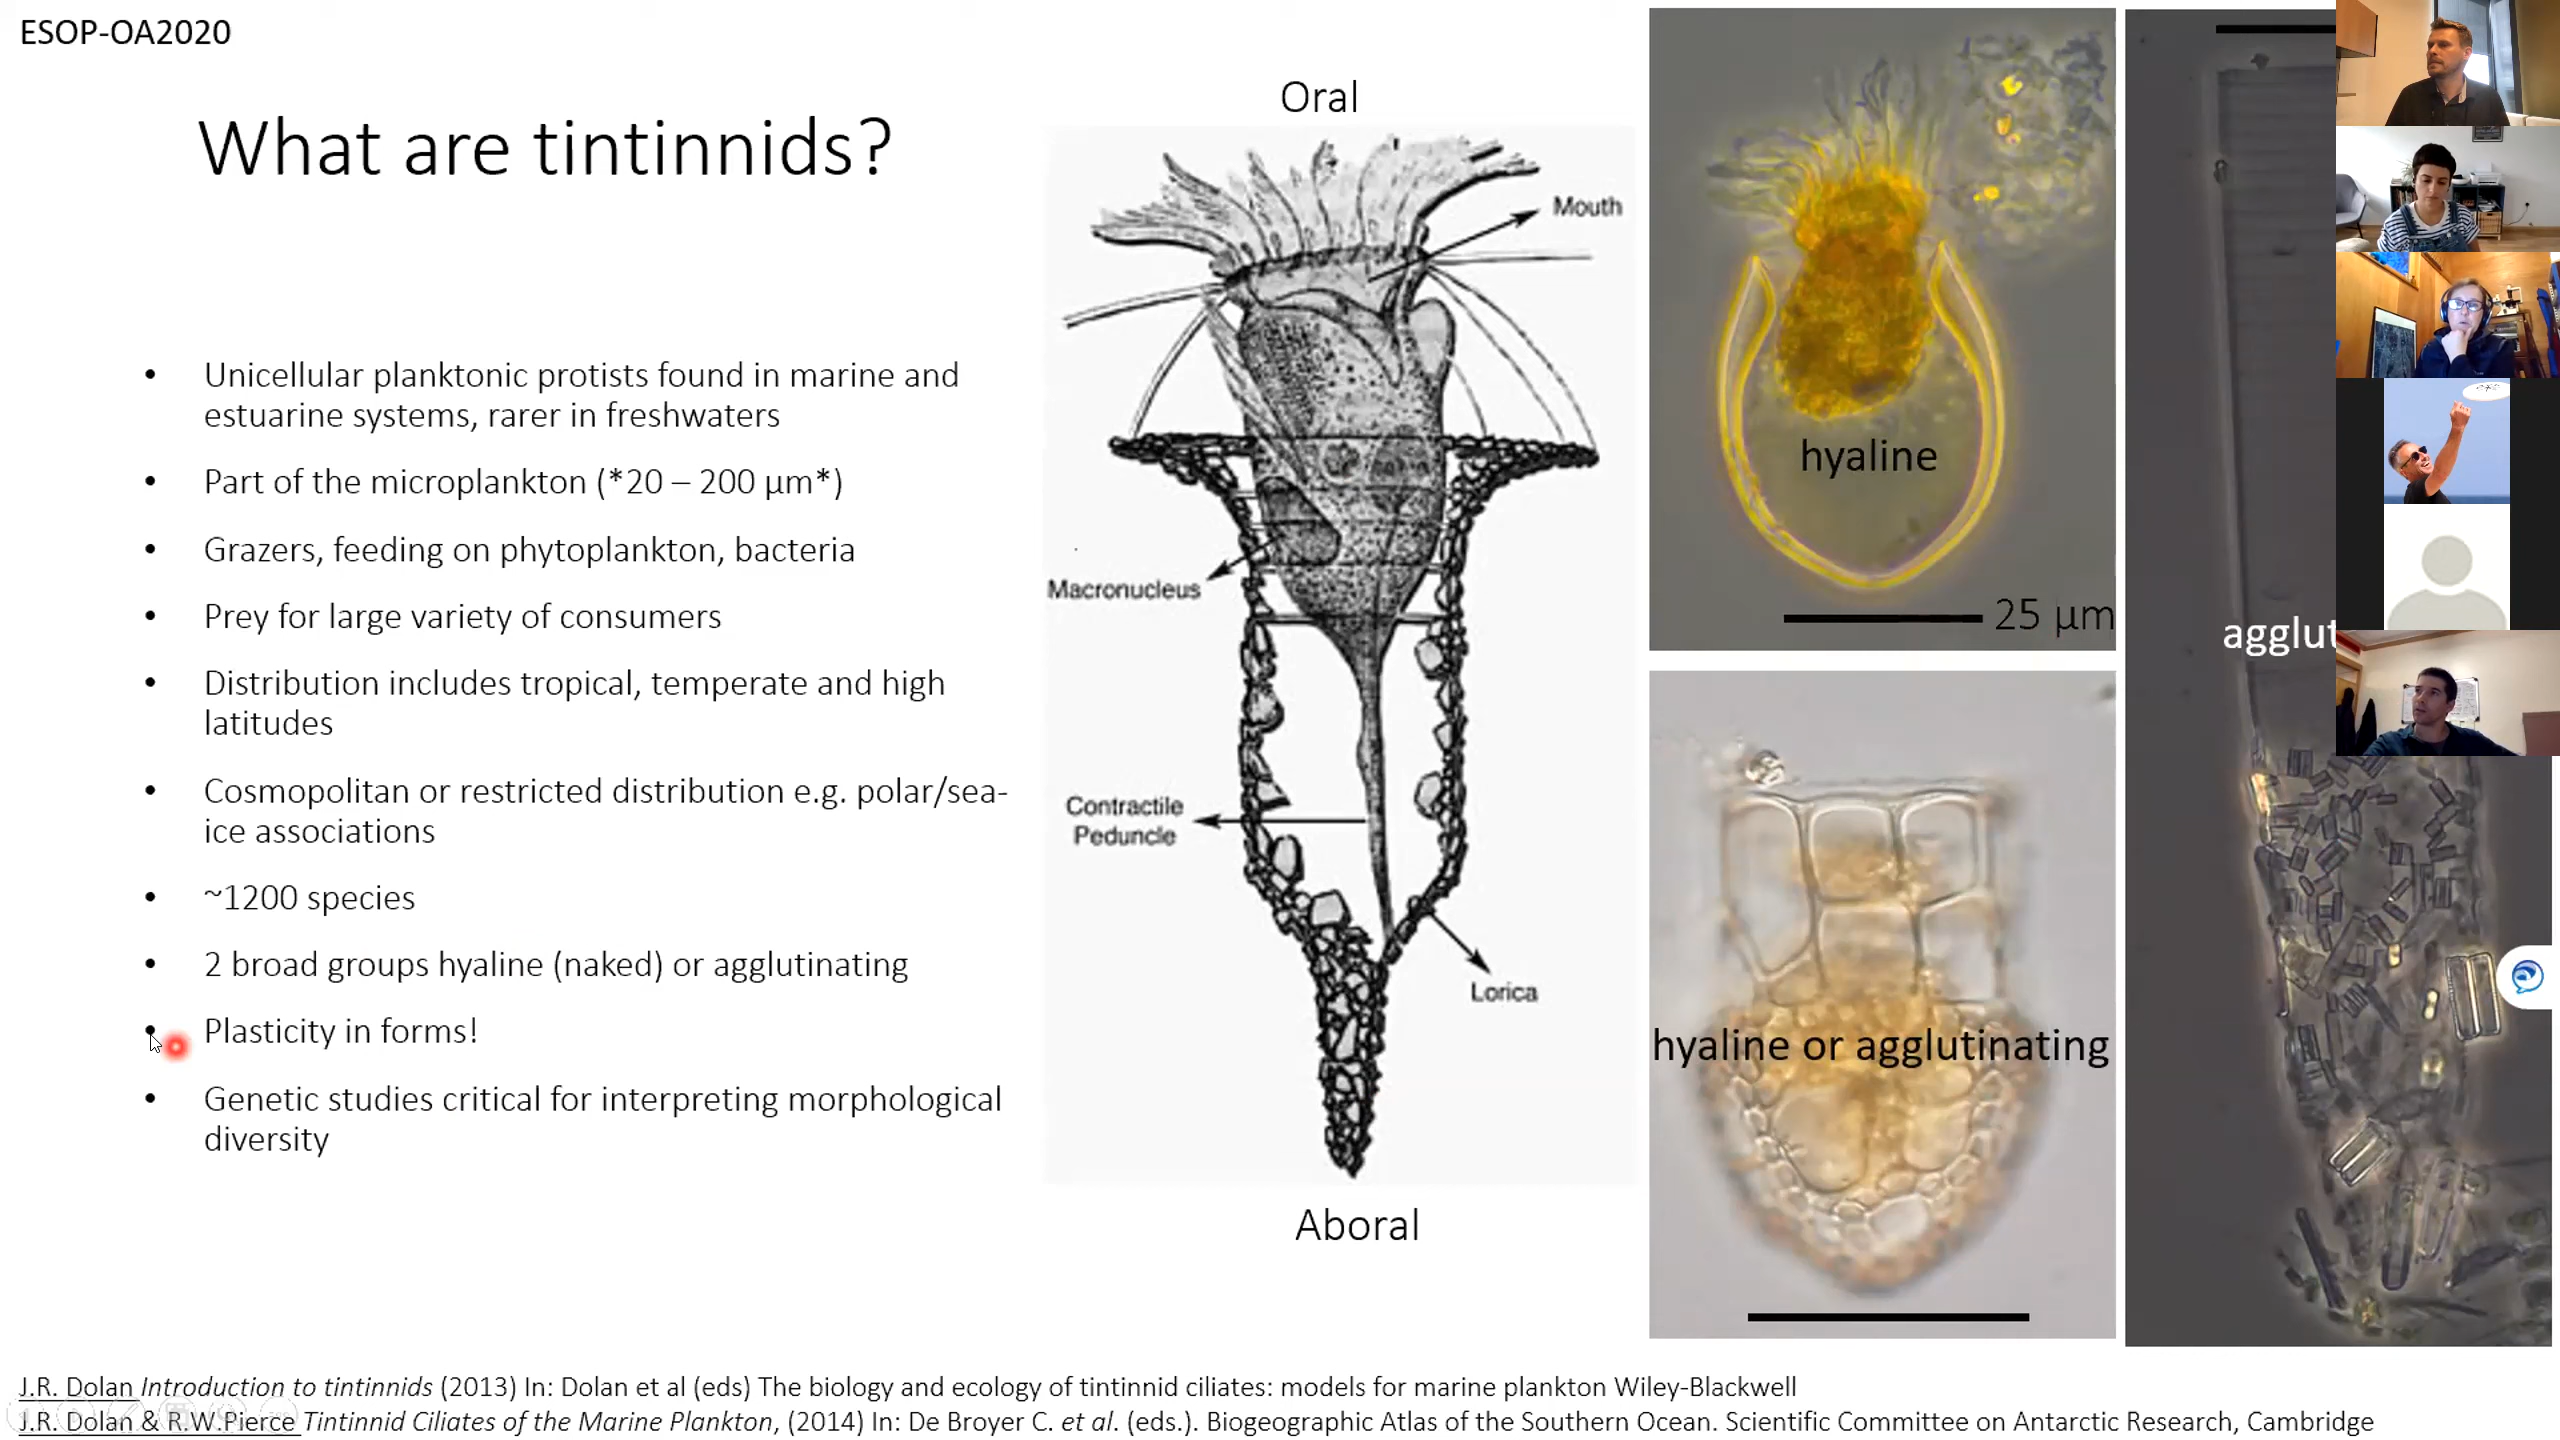 ESOP-OA2020
What are tintinnids?
• Unicellular planktonic protists found in marine and
estuarine systems, rarer in freshwaters
• Part of the microplankton (*20 – 200 µm*)
• Grazers, feeding on phytoplankton, bacteria
• Prey for large variety of consumers
• Distribution includes tropical, temperate and high
latitudes
• Cosmopolitan or restricted distribution e.g. polar/sea-
ice associations
• ~1200 species
• 2 broad groups hyaline (naked) or agglutinating
• Plasticity in forms!
• Genetic studies critical for interpreting morphological
diversity
Oral
Mouth
Macronucleus
Contractile
Peduncle
Lorica
Aboral
hyaline
25 µm
hyaline or agglutinating
agglut
J.R. Dolan Introduction to tintinnids (2013) In: Dolan et al (eds) The biology and ecology of tintinnid ciliates: models for marine plankton Wiley-Blackwell
J.R. Dolan & R.W.Pierce Tintinnid Ciliates of the Marine Plankton, (2014) In: De Broyer C. et al. (eds.). Biogeographic Atlas of the Southern Ocean. Scientific Committee on Antarctic Research, Cambridge